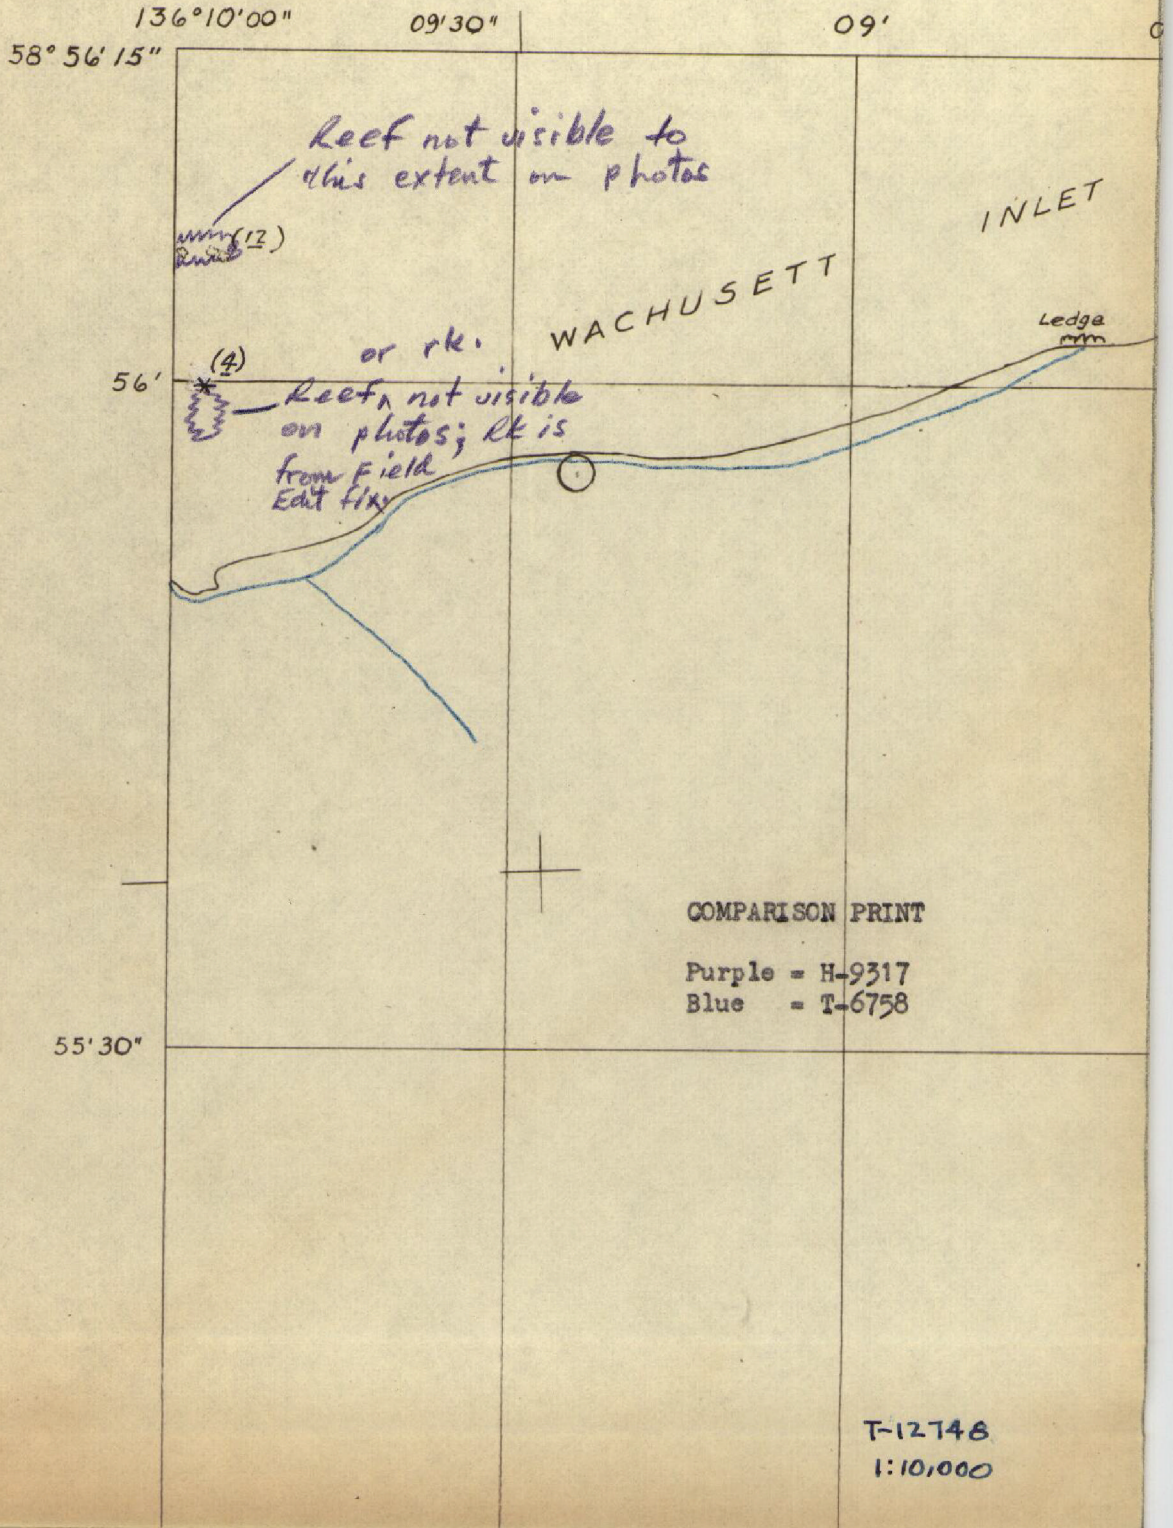 136°10'00" 09'30" 09'
58°56'15"
Reef not visible to
this extent on photos
(12)
INLET
WACHUSETT
Ledge
or rk.
(4)
56'
Reef ^ not visible
on photos; Rk is
from Field
Edit fix.
COMPARISON PRINT
Purple = H-9317
Blue = T-6758
55'30"
T-12748
1:10,000